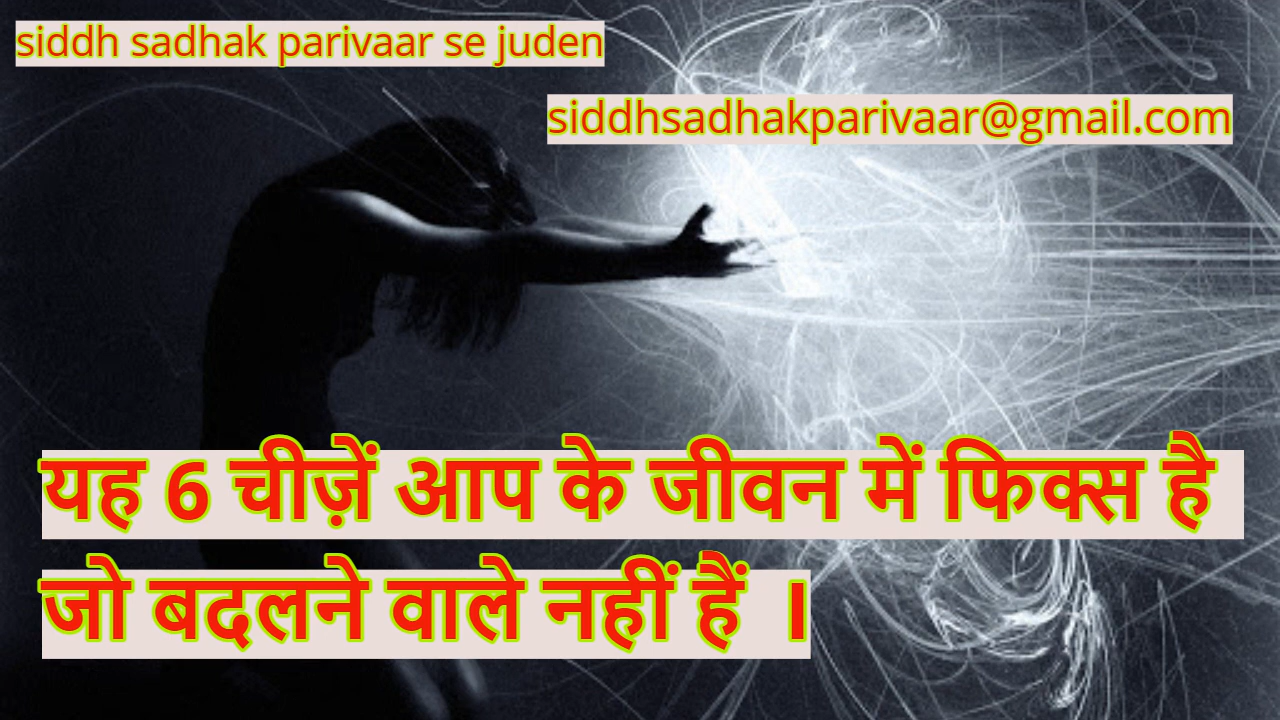 siddh sadhak parivaar se juden
siddhsadhakparivaar@gmail.com
यह 6 चीज़ें आप के जीवन में फिक्स है
जो बदलने वाले नहीं हैं ।